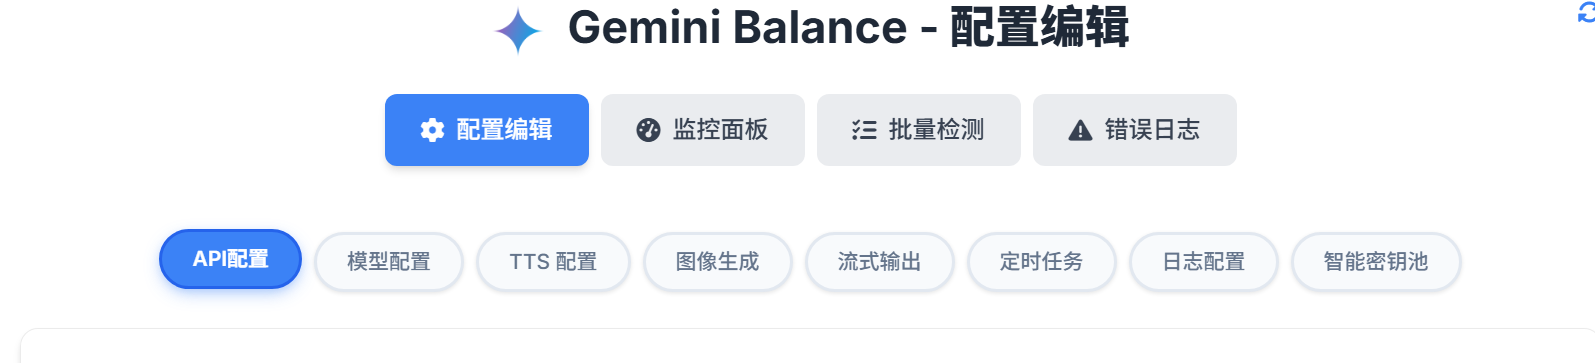 Gemini Balance - 配置编辑
配置编辑 监控面板 批量检测 错误日志
API配置 模型配置 TTS 配置 图像生成 流式输出 定时任务 日志配置 智能密钥池